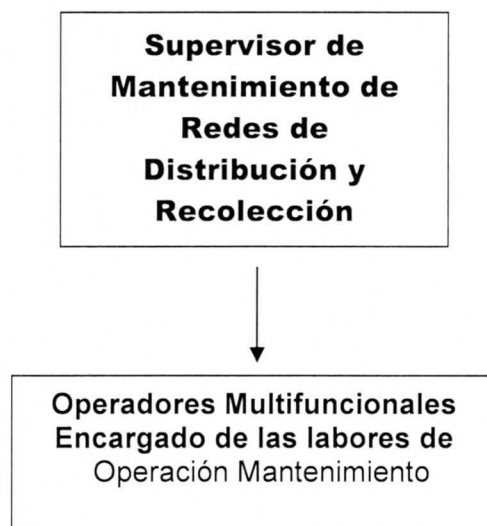 Supervisor de
Mantenimiento de
Redes de
Distribución y
Recolección
Operadores Multifuncionales
Encargado de las labores de
Operación Mantenimiento